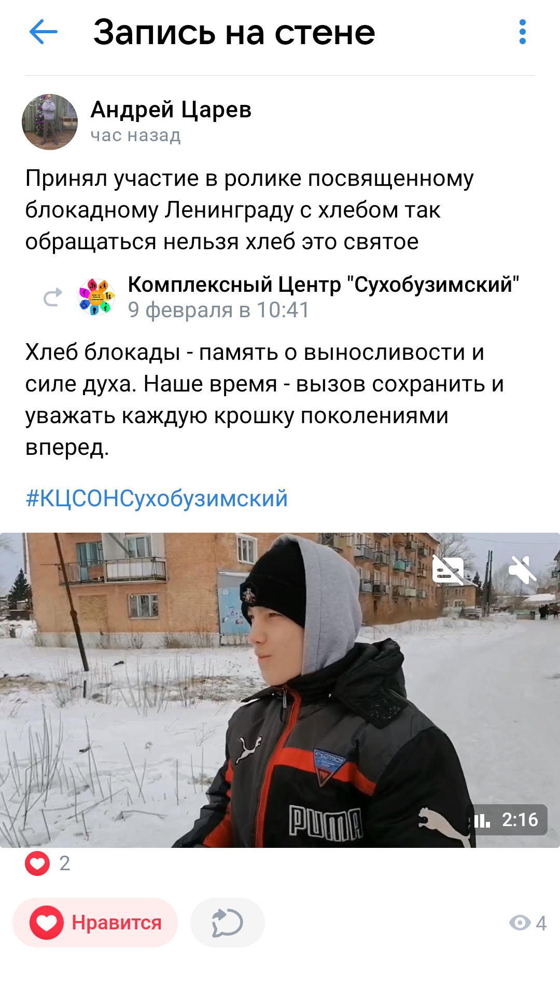 Запись на стене
Андрей Царев
час назад
Принял участие в ролике посвященному
блокадному Ленинграду с хлебом так
обращаться нельзя хлеб это святое
Комплексный Центр "Сухобузимский"
9 февраля в 10:41
Хлеб блокады - память о выносливости и
силе духа. Наше время - вызов сохранить и
уважать каждую крошку поколениями
вперед.
#КЦСОНСухобузимский
PUMA
2:16
2
Нравится
4